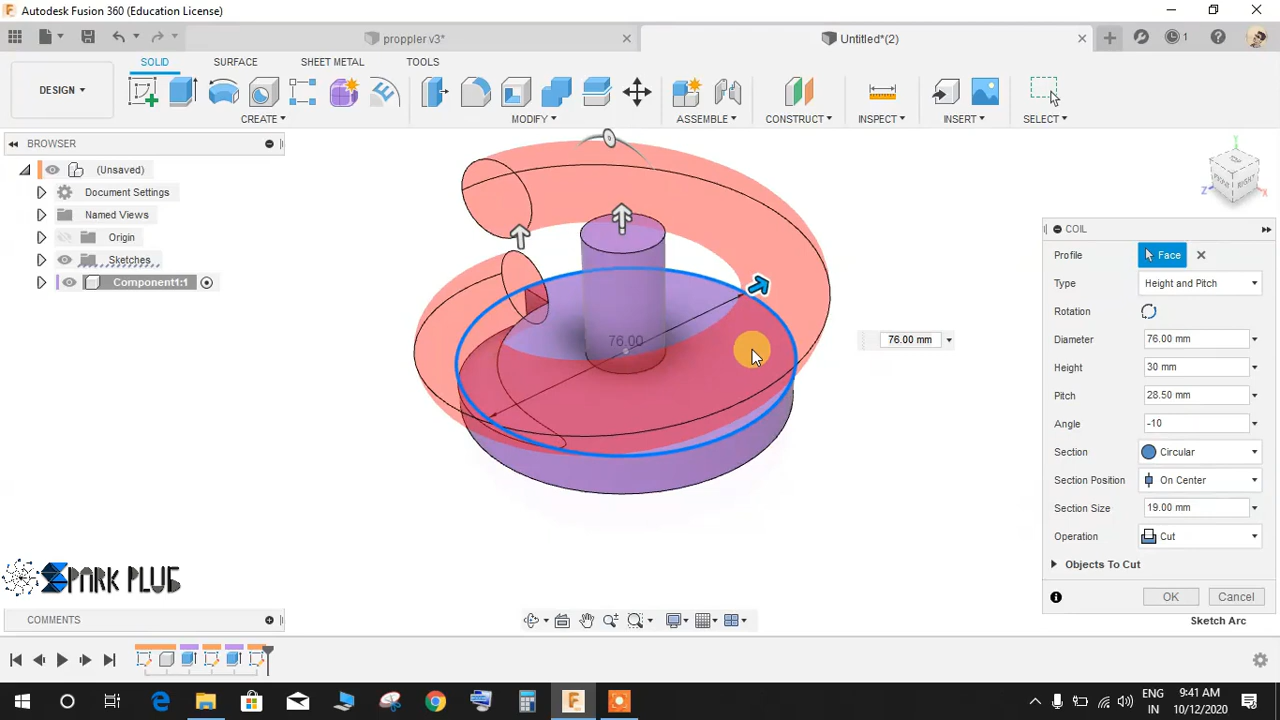 Autodesk Fusion 360 (Education License)
proppler v3*
Untitled*(2)
1
SOLID
SURFACE
SHEET METAL
TOOLS
DESIGN
CREATE
MODIFY
ASSEMBLE
CONSTRUCT
INSPECT
INSERT
SELECT
BROWSER
(Unsaved)
Document Settings
Named Views
Origin
Sketches
Component1:1
76.00
76.00 mm
COIL
Profile Face
Type Height and Pitch
Rotation
Diameter 76.00 mm
Height 30 mm
Pitch 28.50 mm
Angle -10
Section Circular
Section Position On Center
Section Size 19.00 mm
Operation Cut
Objects To Cut
OK Cancel
Sketch Arc
Y
Z
X
RIGHT
SPARK PLUG
COMMENTS
ENG
IN
9:41 AM
10/12/2020